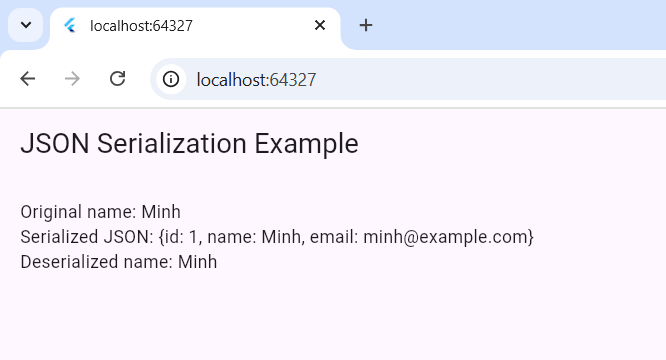 localhost:64327
localhost:64327
JSON Serialization Example
Original name: Minh
Serialized JSON: {id: 1, name: Minh, email: minh@example.com}
Deserialized name: Minh